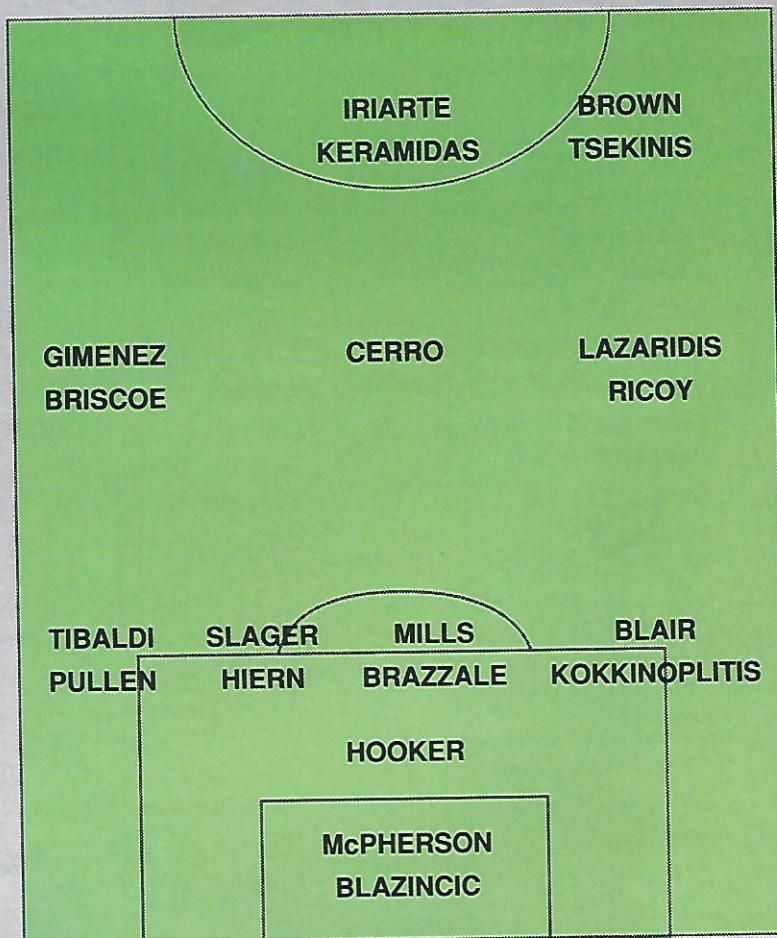 IRIARTE BROWN
KERAMIDAS TSEKINIS
GIMENEZ CERRO LAZARIDIS
BRISCOE RICOY
TIBALDI SLAGER MILLS BLAIR
PULLEN HIERN BRAZZALE KOKKINOPLITIS
HOOKER
McPHERSON
BLAZINCIC